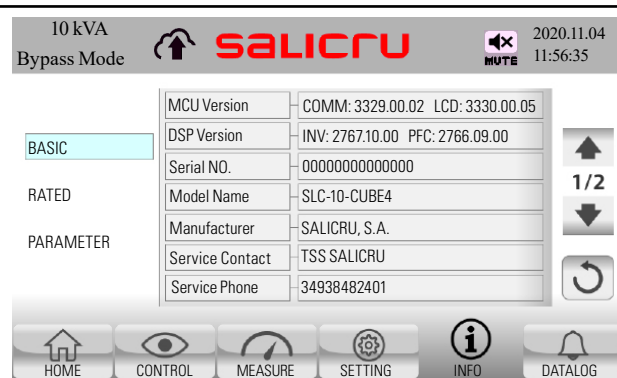 10 kVA
Bypass Mode
salicru
MUTE
2020.11.04
11:56:35
BASIC
RATED
PARAMETER
MCU Version COMM: 3329.00.02 LCD: 3330.00.05
DSP Version INV: 2767.10.00 PFC: 2766.09.00
Serial NO. 00000000000000
Model Name SLC-10-CUBE4
Manufacturer SALICRU, S.A.
Service Contact TSS SALICRU
Service Phone 34938482401
1/2
HOME CONTROL MEASURE SETTING INFO DATALOG